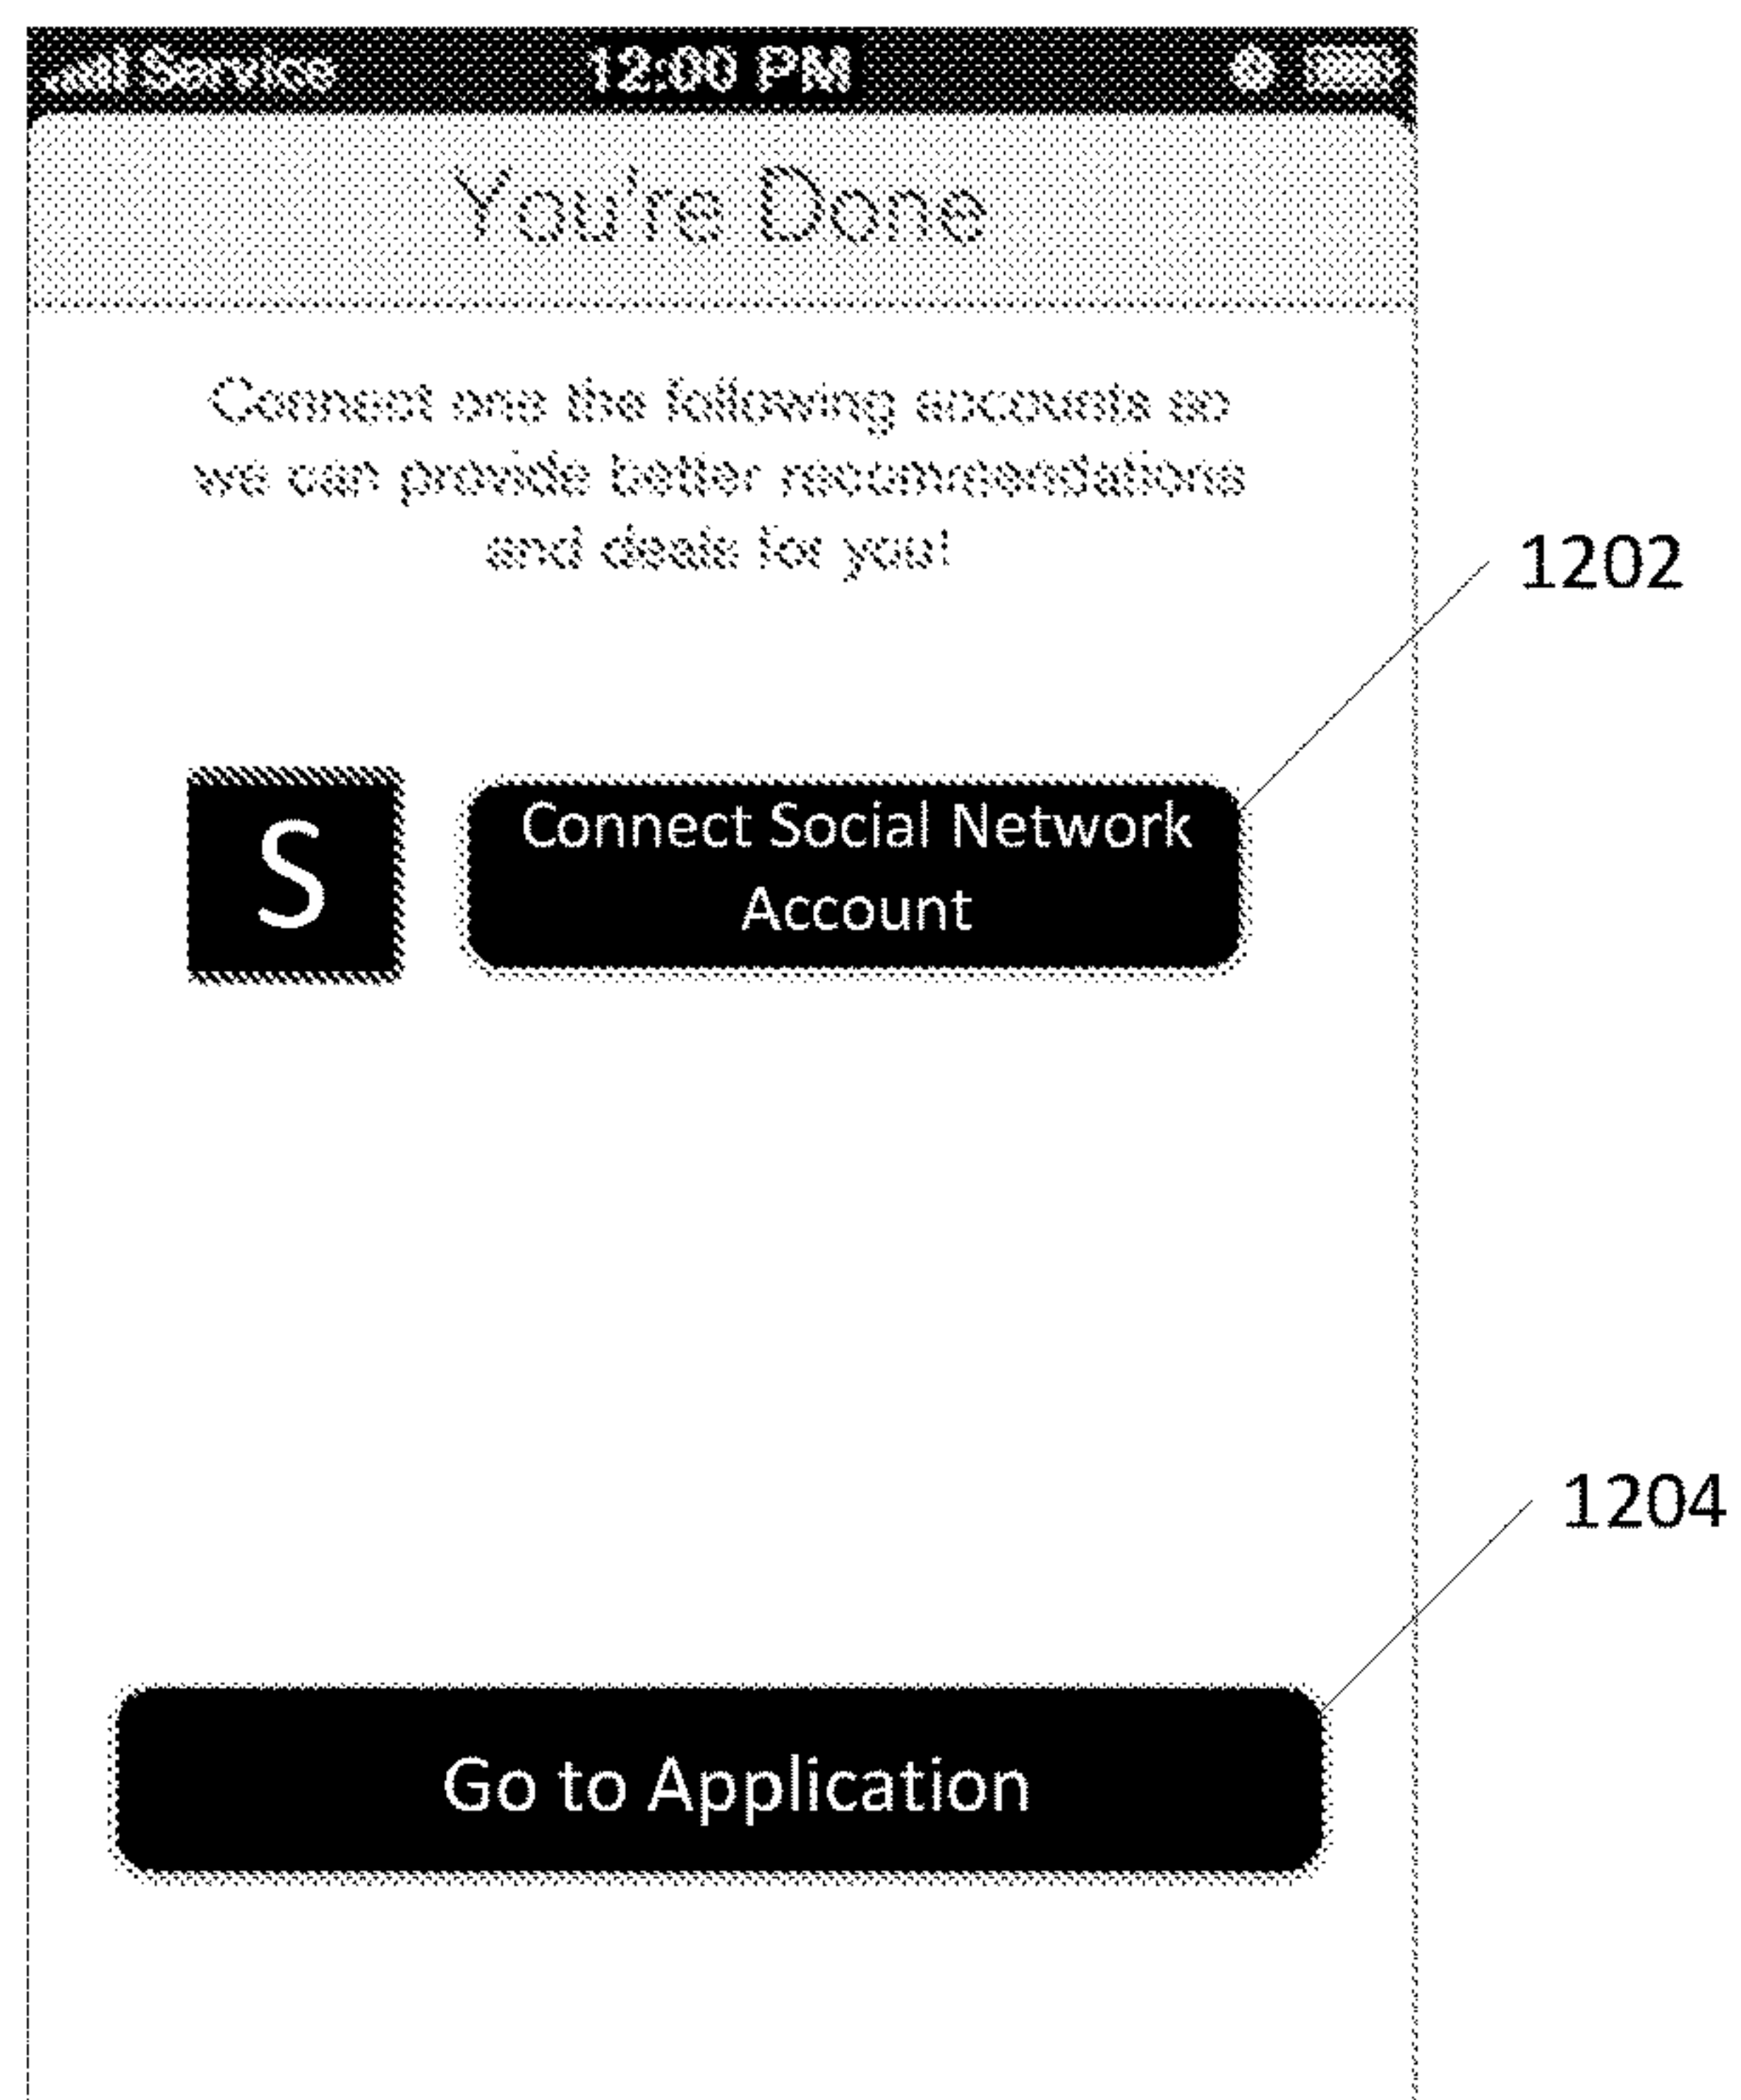 Service 12:00 PM
You're Done
Connect one the following accounts so
we can provide better recommendations
and deals for you!
1202
S
Connect Social Network
Account
1204
Go to Application